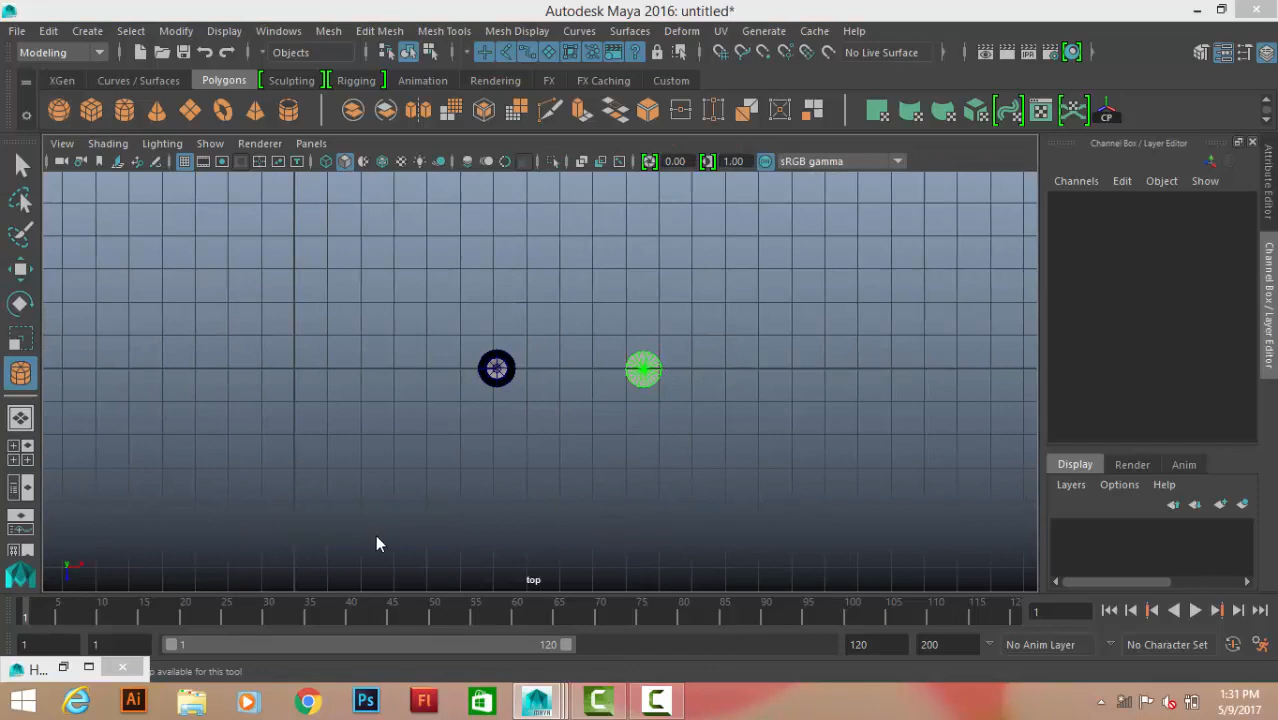 Autodesk Maya 2016: untitled*
File Edit Create Select Modify Display Windows Mesh Edit Mesh Mesh Tools Mesh Display Curves Surfaces Deform UV Generate Cache Help
Modeling Objects No Live Surface
XGen Curves / Surfaces Polygons Sculpting Rigging Animation Rendering FX FX Caching Custom
IPR
CP
View Shading Lighting Show Renderer Panels
0.00 1.00 sRGB gamma
Channel Box / Layer Editor
Channels Edit Object Show
Attribute Editor
Channel Box / Layer Editor
Display Render Anim
Layers Options Help
y x
top
5 10 15 20 25 30 35 40 45 50 55 60 65 70 75 80 85 90 95 100 105 110 115 12
1 1
1 1 1 120 120 200 No Anim Layer No Character Set
H... p available for this tool
Ai Ps Fl MAYA
1:31 PM
5/9/2017